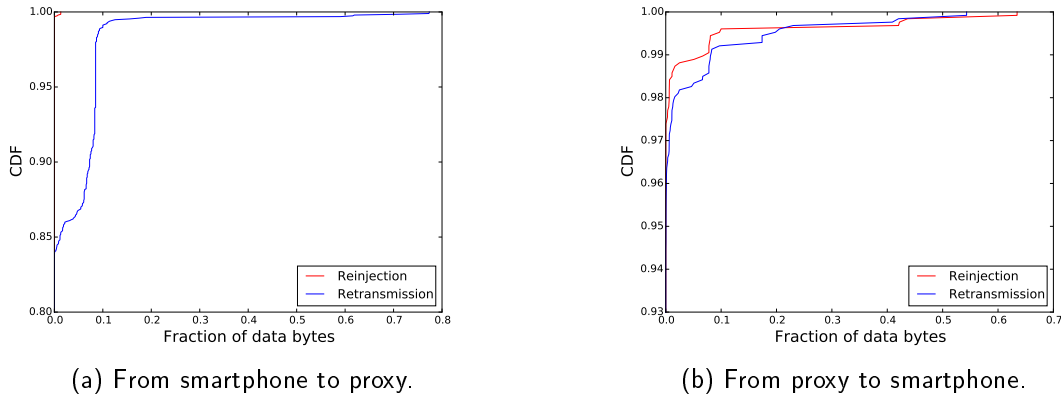 1.00
0.95
0.90
0.85
0.80
CDF
0.0 0.1 0.2 0.3 0.4 0.5 0.6 0.7 0.8
Fraction of data bytes
Reinjection
Retransmission
(a) From smartphone to proxy.
1.00
0.99
0.98
0.97
0.96
0.95
0.94
0.93
CDF
0.0 0.1 0.2 0.3 0.4 0.5 0.6 0.7
Fraction of data bytes
Reinjection
Retransmission
(b) From proxy to smartphone.